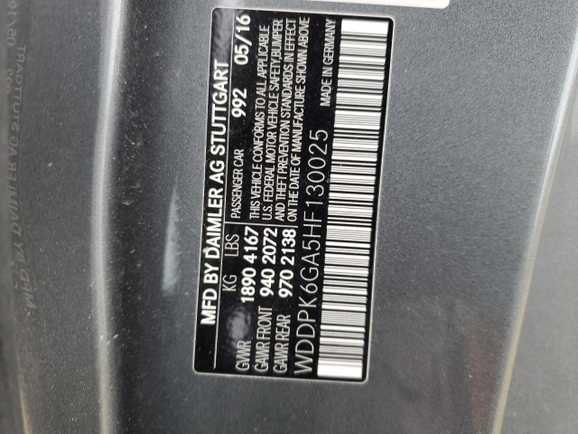 MFD BY DAIMLER AG STUTTGART
KG LBS PASSENGER CAR 992 05/16
GVWR 1890 4167
GAWR FRONT 940 2072
GAWR REAR 970 2138
THIS VEHICLE CONFORMS TO ALL APPLICABLE
U.S. FEDERAL MOTOR VEHICLE SAFETY,BUMPER
AND THEFT PREVENTION STANDARDS IN EFFECT
ON THE DATE OF MANUFACTURE SHOWN ABOVE
WDDPK6GA5HF130025 MADE IN GERMANY